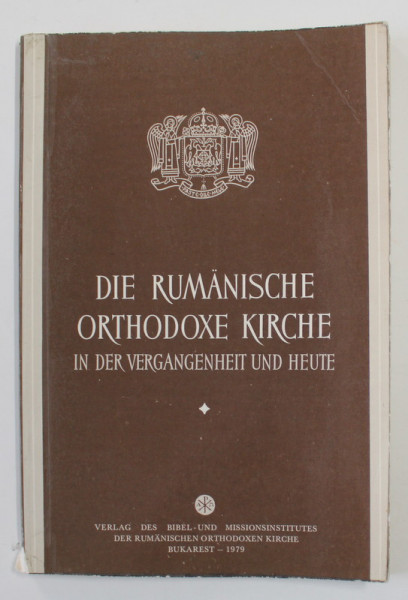 DIE RUMÄNISCHE
ORTHODOXE KIRCHE
IN DER VERGANGENHEIT UND HEUTE
VERLAG DES BIBEL-UND MISSIONSINSTITUTES
DER RUMÄNISCHEN ORTHODOXEN KIRCHE
BUKAREST – 1979